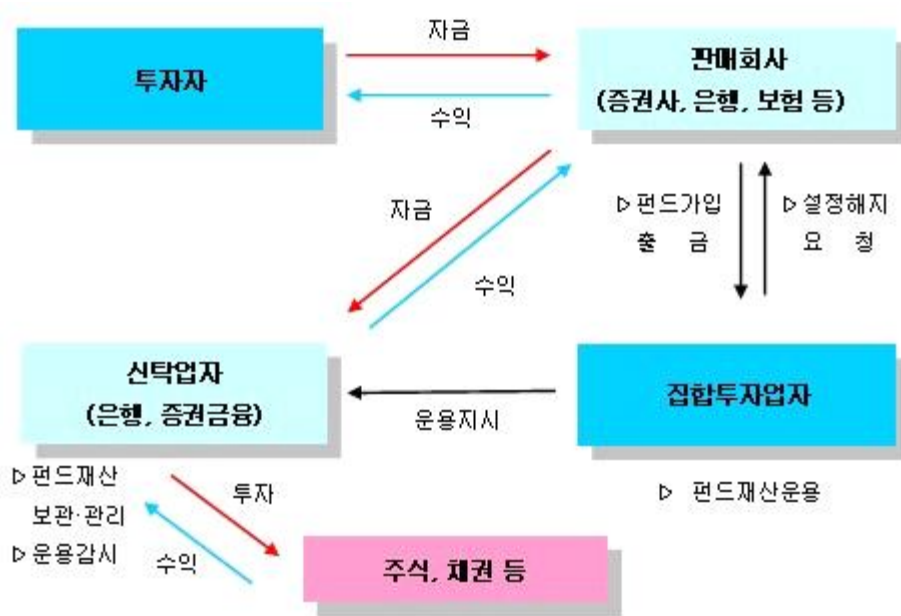 자금
투자자
판매회사
(증권사, 은행, 보험 등)
수익
자금
▷펀드가입
출 금
▷설정해지
요 청
수익
신탁업자
(은행, 증권금융)
집합투자업자
운용지시
▷펀드재산
보관·관리
▷운용감시
투자
수익
▷ 펀드재산운용
주식, 채권 등